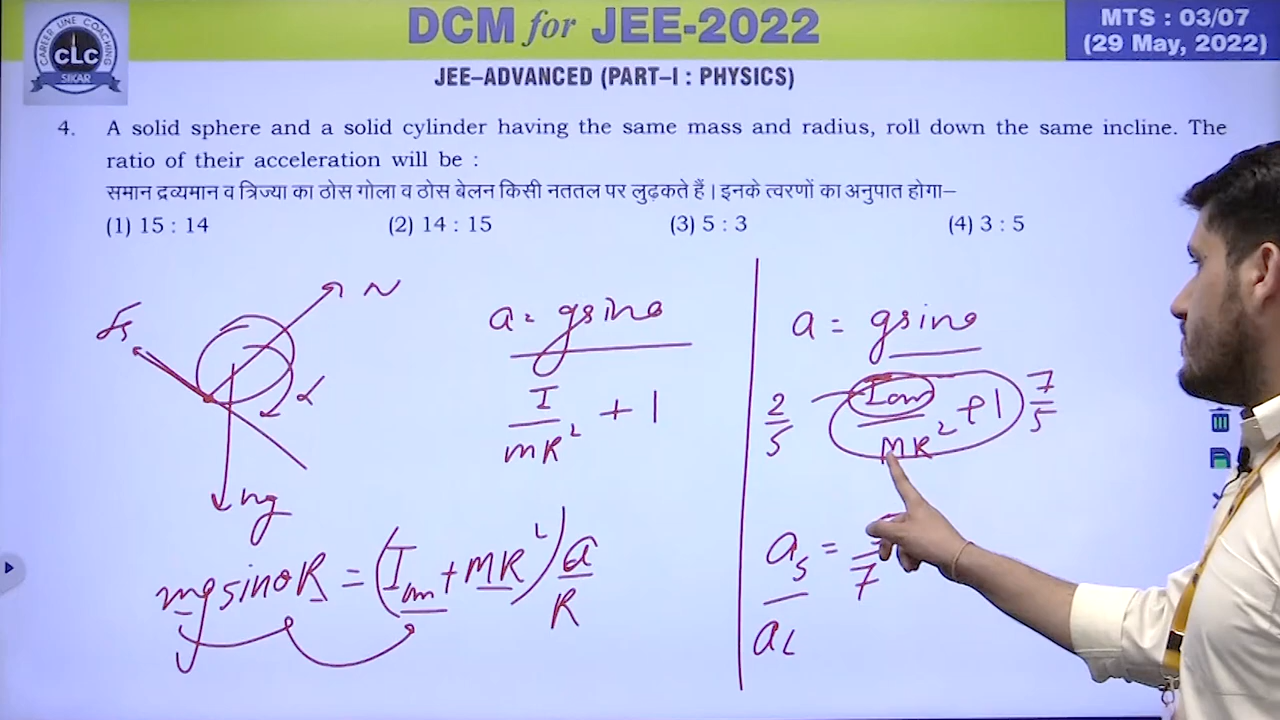 DCM for JEE-2022
MTS : 03/07
(29 May, 2022)
CAREER LINE COACHING
CLC
SIKAR
JEE–ADVANCED (PART–I : PHYSICS)
4. A solid sphere and a solid cylinder having the same mass and radius, roll down the same incline. The
ratio of their acceleration will be :
समान द्रव्यमान व त्रिज्या का ठोस गोला व ठोस बेलन किसी नततल पर लुढ़कते हैं। इनके त्वरणों का अनुपात होगा–
(1) 15 : 14 (2) 14 : 15 (3) 5 : 3 (4) 3 : 5
fs
N
α
mg
a = gsinθ
I
mR² + 1
mg sinθ R = (Icm + MR²) a
R
a = gsinθ
2
5
Icm
MR² + 1
7
5
as =
7
aL